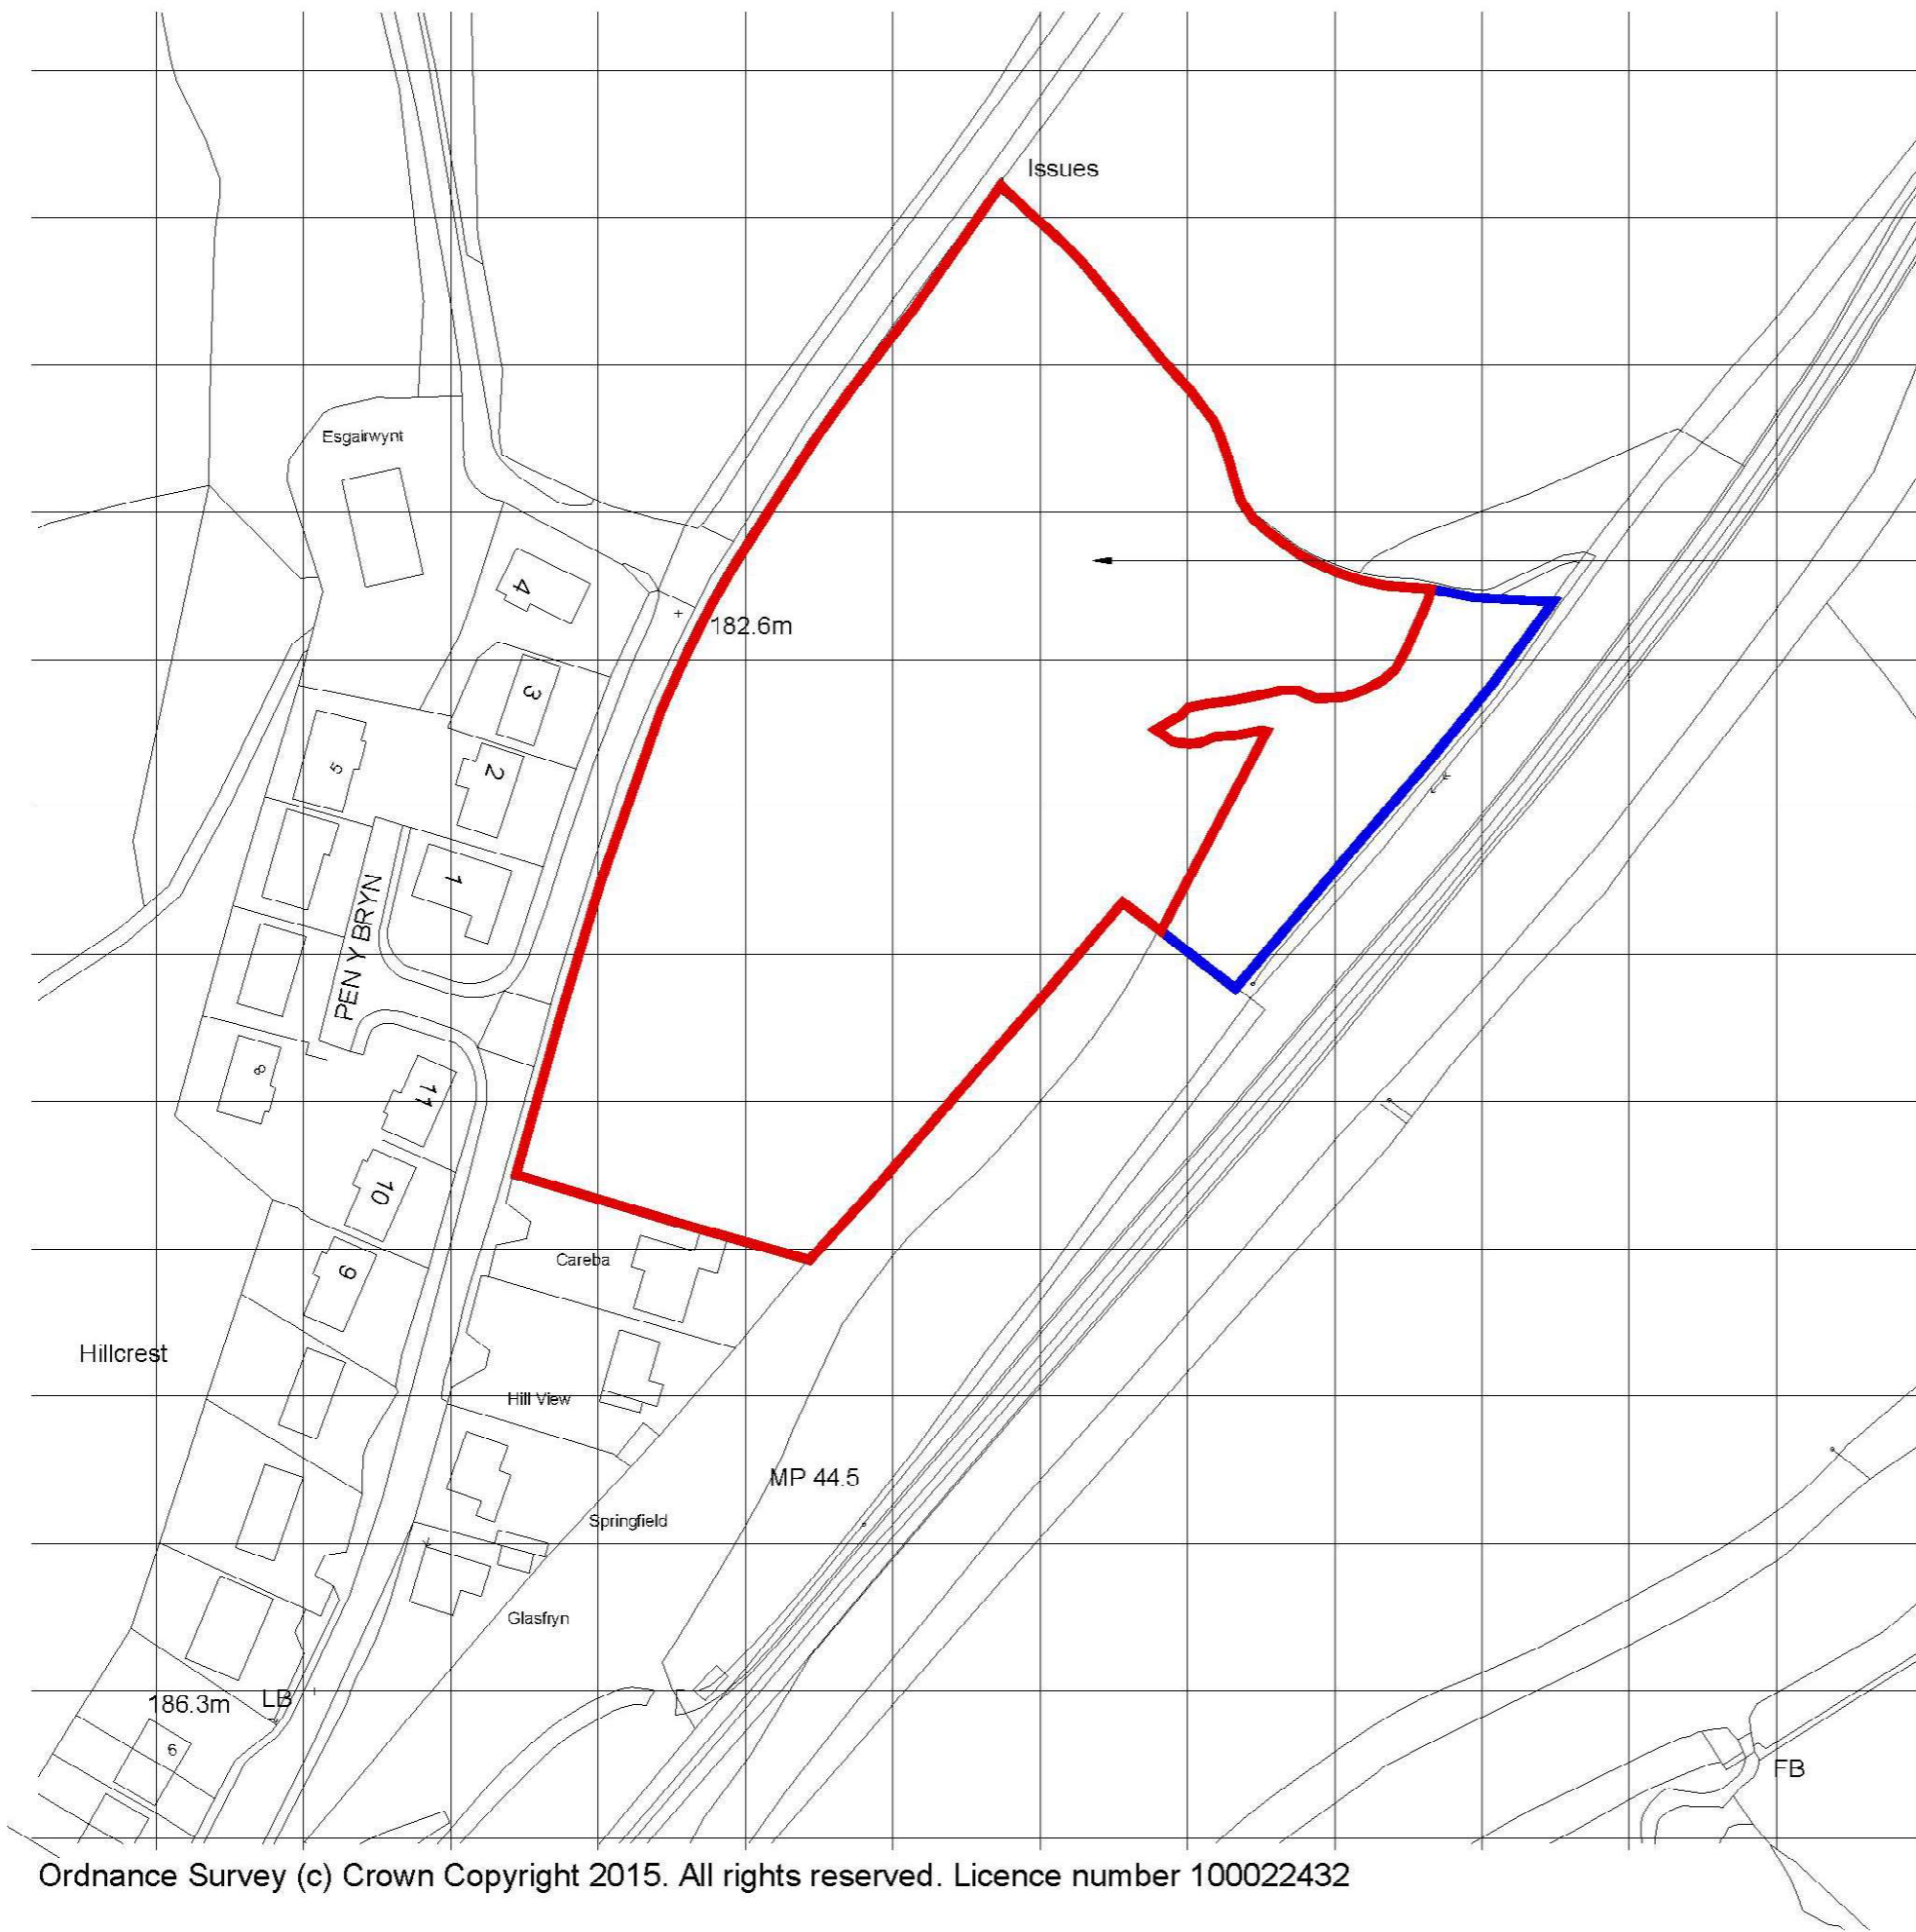 Issues
Esgairwynt
4
182.6m
3
5
2
1
PEN Y BRYN
8
11
10
9
Careba
Hillcrest
Hill View
MP 44.5
Springfield
Glasfryn
186.3m
LB
6
FB
Ordnance Survey (c) Crown Copyright 2015. All rights reserved. Licence number 100022432